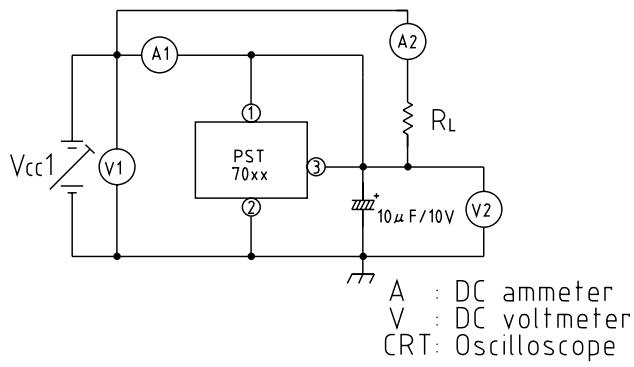 A1
A2
1
RL
Vcc1
V1
PST
70xx
3
2
+
10μF/10V
V2
A : DC ammeter
V : DC voltmeter
CRT: Oscilloscope